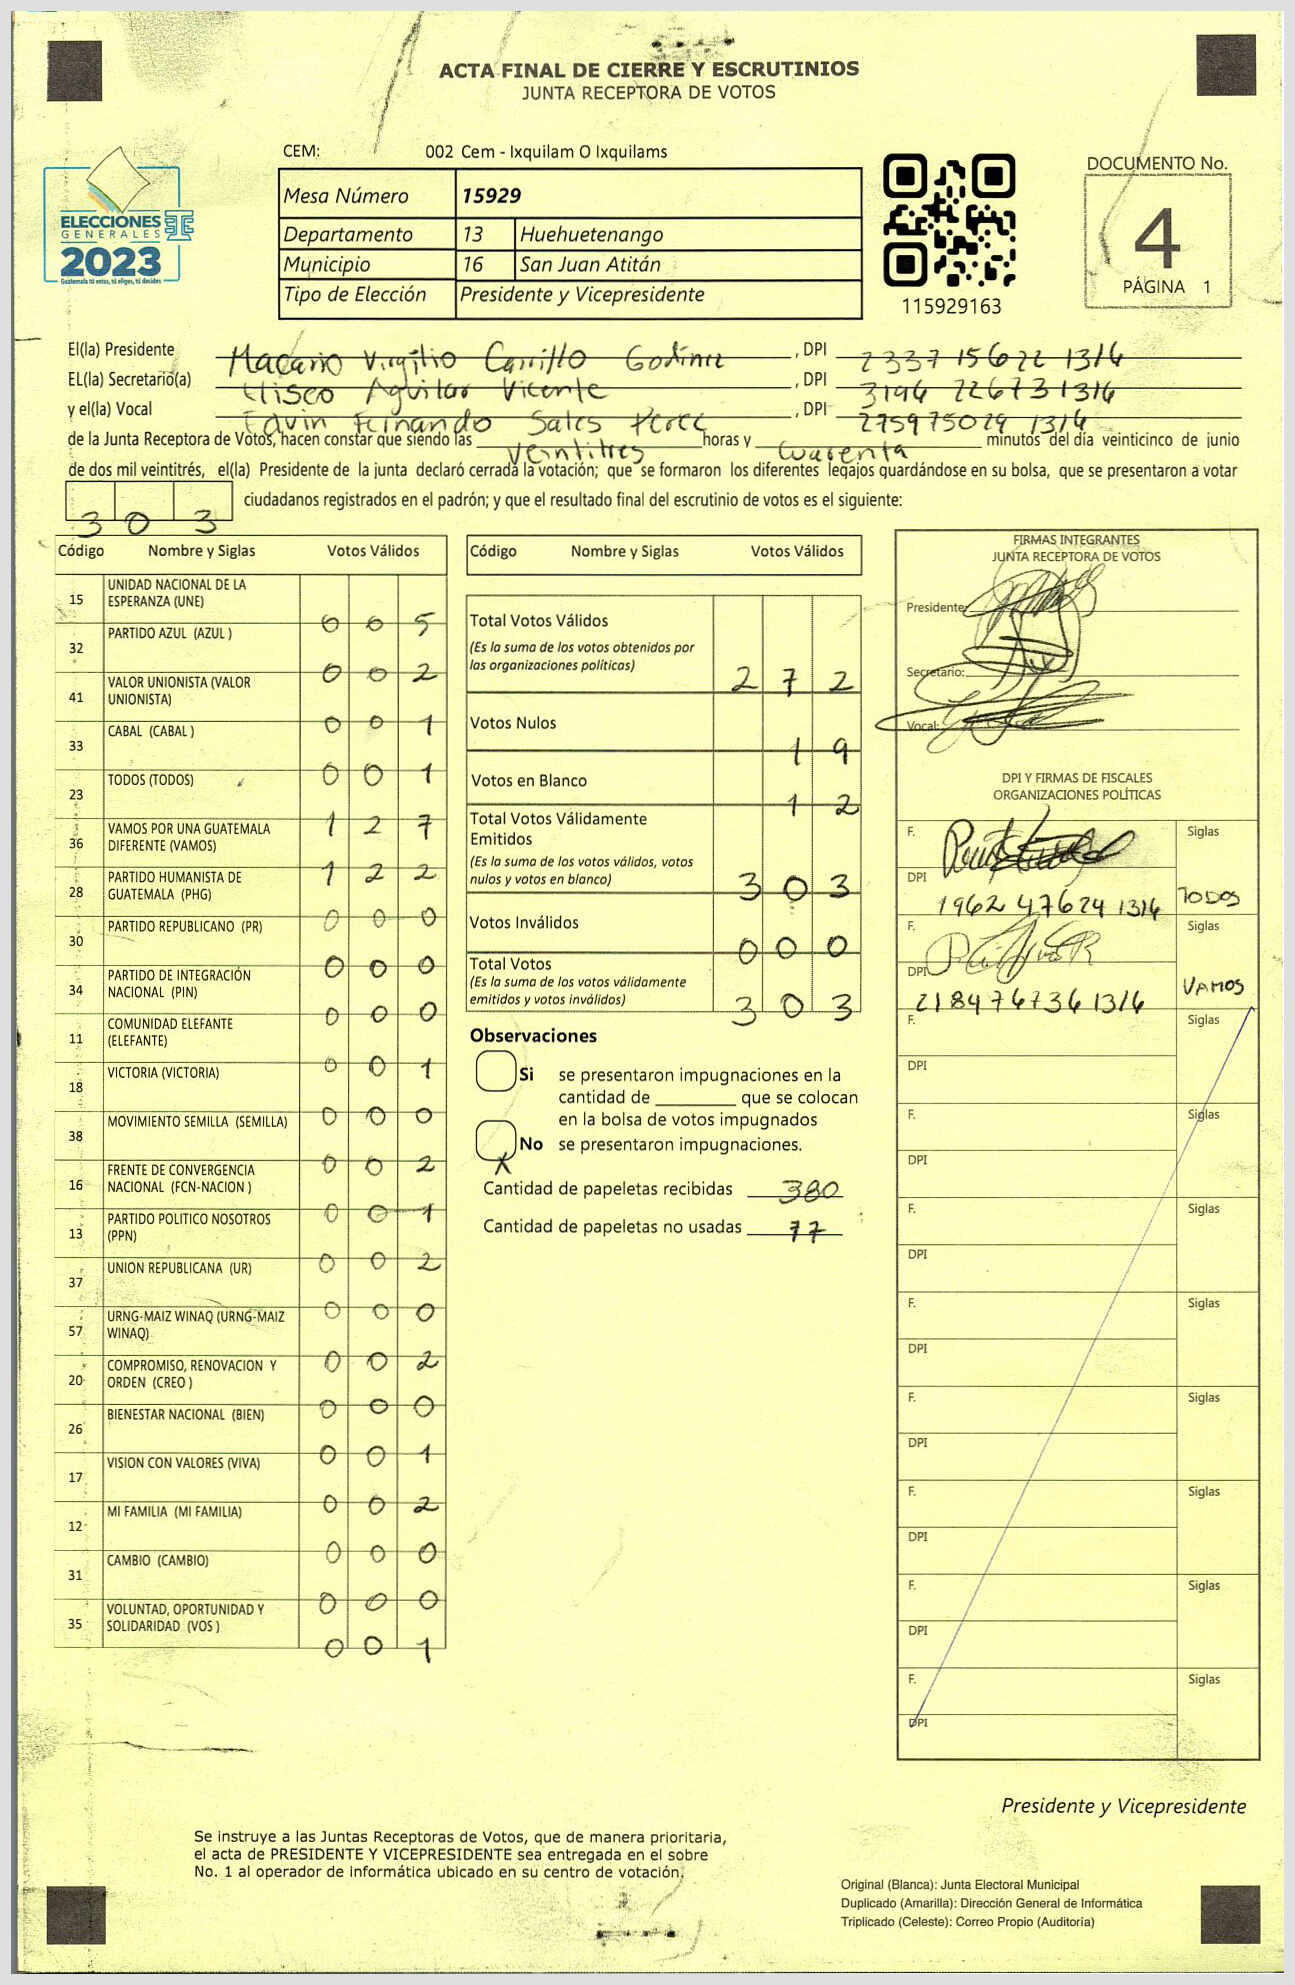 ACTA FINAL DE CIERRE Y ESCRUTINIOS
JUNTA RECEPTORA DE VOTOS
CEM: 002 Cem - Ixquilam O Ixquilams
Mesa Número 15929
Departamento 13 Huehuetenango
Municipio 16 San Juan Atitán
Tipo de Elección Presidente y Vicepresidente
ELECCIONES
GENERALES
2023
Guatemala tú votas, tú eliges, tú decides
115929163
DOCUMENTO No.
4
PÁGINA 1
El(la) Presidente Macario Virgilio Carrillo Godinez , DPI 2337 15622 1316
EL(la) Secretario(a) Eliseo Aguilar Vicente , DPI 3194 22673 1316
y el(la) Vocal Edvin Fernando Sales Perez , DPI 275975029 1316
de la Junta Receptora de Votos, hacen constar que siendo las veintitres horas y cuarenta minutos del día veinticinco de junio
de dos mil veintitrés, el(la) Presidente de la junta declaró cerrada la votación; que se formaron los diferentes legajos quardándose en su bolsa, que se presentaron a votar
303 ciudadanos registrados en el padrón; y que el resultado final del escrutinio de votos es el siguiente:
Código Nombre y Siglas Votos Válidos
15 UNIDAD NACIONAL DE LA ESPERANZA (UNE) 0 0 5
32 PARTIDO AZUL (AZUL ) 0 0 2
41 VALOR UNIONISTA (VALOR UNIONISTA) 0 0 1
33 CABAL (CABAL ) 0 0 1
23 TODOS (TODOS) 1 2 7
36 VAMOS POR UNA GUATEMALA DIFERENTE (VAMOS) 1 2 2
28 PARTIDO HUMANISTA DE GUATEMALA (PHG) 0 0 0
30 PARTIDO REPUBLICANO (PR) 0 0 0
34 PARTIDO DE INTEGRACIÓN NACIONAL (PIN) 0 0 0
11 COMUNIDAD ELEFANTE (ELEFANTE) 0 0 1
18 VICTORIA (VICTORIA) 0 0 0
38 MOVIMIENTO SEMILLA (SEMILLA) 0 0 2
16 FRENTE DE CONVERGENCIA NACIONAL (FCN-NACION ) 0 0 1
13 PARTIDO POLITICO NOSOTROS (PPN) 0 0 2
37 UNION REPUBLICANA (UR) 0 0 0
57 URNG-MAIZ WINAQ (URNG-MAIZ WINAQ) 0 0 2
20 COMPROMISO, RENOVACION Y ORDEN (CREO ) 0 0 0
26 BIENESTAR NACIONAL (BIEN) 0 0 1
17 VISION CON VALORES (VIVA) 0 0 2
12 MI FAMILIA (MI FAMILIA) 0 0 0
31 CAMBIO (CAMBIO) 0 0 0
35 VOLUNTAD, OPORTUNIDAD Y SOLIDARIDAD (VOS ) 0 0 1
Código Nombre y Siglas Votos Válidos
Total Votos Válidos
(Es la suma de los votos obtenidos por
las organizaciones políticas) 2 7 2
Votos Nulos 1 9
Votos en Blanco 1 2
Total Votos Válidamente
Emitidos
(Es la suma de los votos válidos, votos
nulos y votos en blanco) 3 0 3
Votos Inválidos 0 0 0
Total Votos
(Es la suma de los votos válidamente
emitidos y votos inválidos) 3 0 3
Observaciones
Si se presentaron impugnaciones en la
cantidad de ________ que se colocan
en la bolsa de votos impugnados
No se presentaron impugnaciones.
X
Cantidad de papeletas recibidas 380
Cantidad de papeletas no usadas 77
FIRMAS INTEGRANTES
JUNTA RECEPTORA DE VOTOS
Presidente:
Secretario:
Vocal:
DPI Y FIRMAS DE FISCALES
ORGANIZACIONES POLÍTICAS
F. Siglas
DPI 1962 47624 1316 TODOS
F. Siglas
DPI 218476736 1316 VAMOS
F. Siglas
DPI
F. Siglas
DPI
F. Siglas
DPI
F. Siglas
DPI
F. Siglas
DPI
F. Siglas
DPI
F. Siglas
DPI
F. Siglas
DPI
Presidente y Vicepresidente
Se instruye a las Juntas Receptoras de Votos, que de manera prioritaria,
el acta de PRESIDENTE Y VICEPRESIDENTE sea entregada en el sobre
No. 1 al operador de informática ubicado en su centro de votación.
Original (Blanca): Junta Electoral Municipal
Duplicado (Amarilla): Dirección General de Informática
Triplicado (Celeste): Correo Propio (Auditoría)